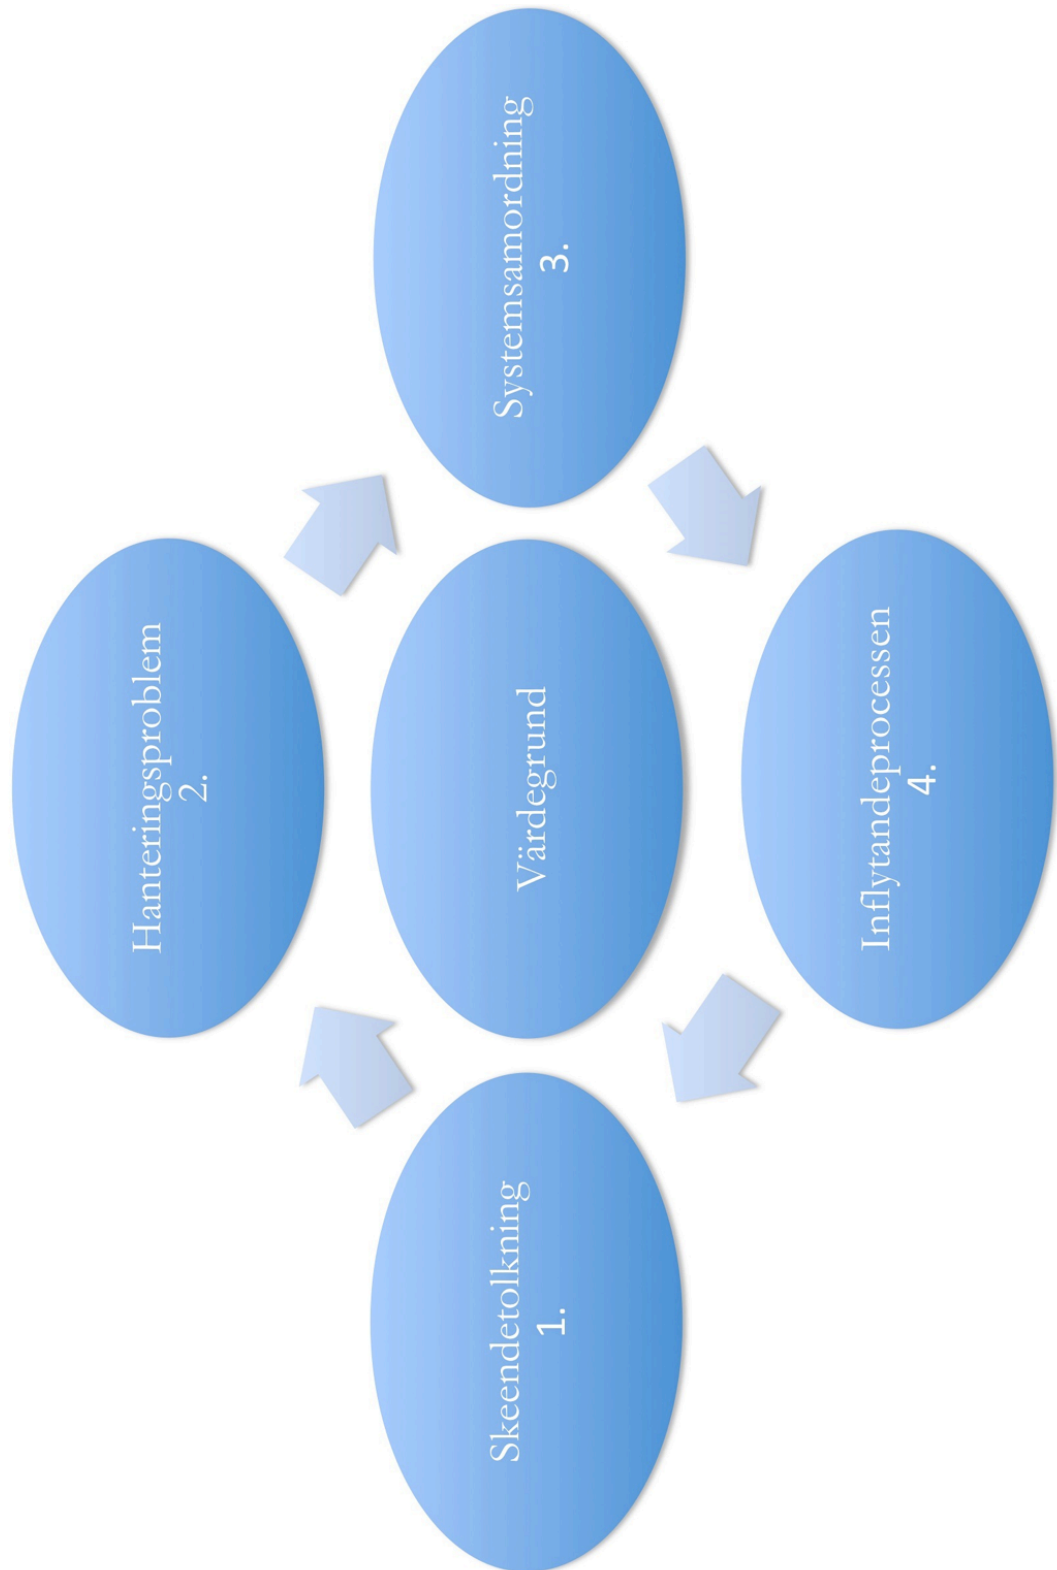 Skeendetolkning
1.
Hanteringsproblem
2.
Värdegrund
Systemsamordning
3.
Inflytandeprocessen
4.